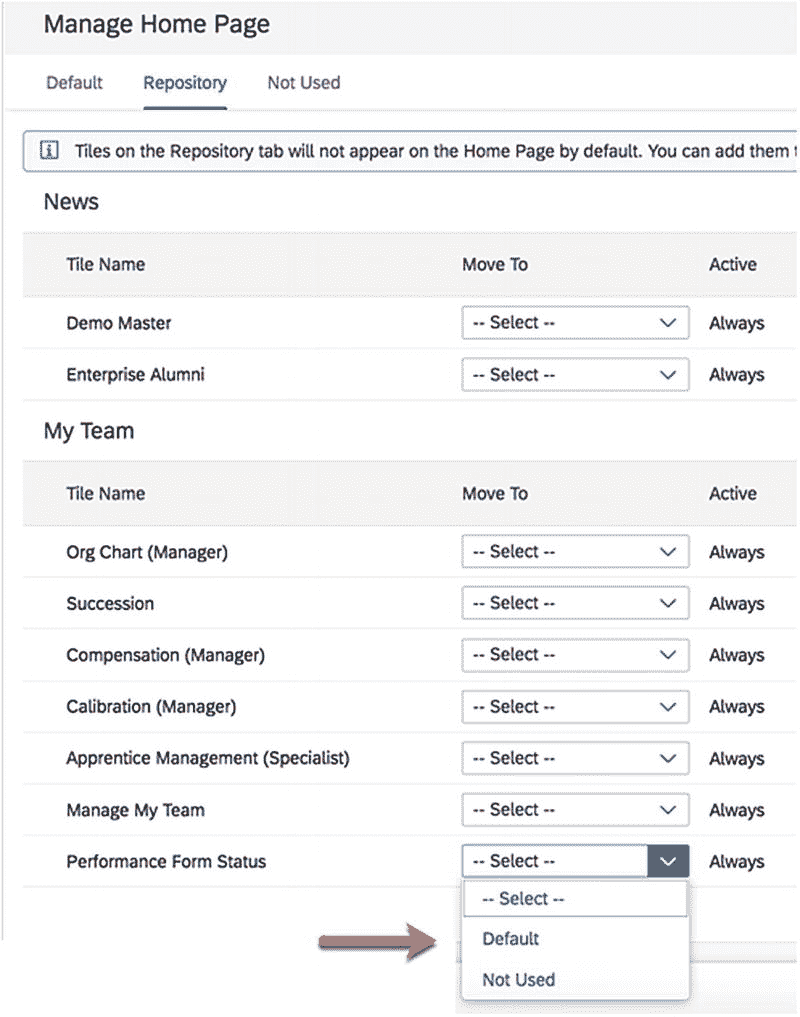 Manage Home Page
Default Repository Not Used
Tiles on the Repository tab will not appear on the Home Page by default. You can add them
News
Tile Name Move To Active
Demo Master -- Select -- Always
Enterprise Alumni -- Select -- Always
My Team
Tile Name Move To Active
Org Chart (Manager) -- Select -- Always
Succession -- Select -- Always
Compensation (Manager) -- Select -- Always
Calibration (Manager) -- Select -- Always
Apprentice Management (Specialist) -- Select -- Always
Manage My Team -- Select -- Always
Performance Form Status -- Select -- Always
-- Select --
Default
Not Used